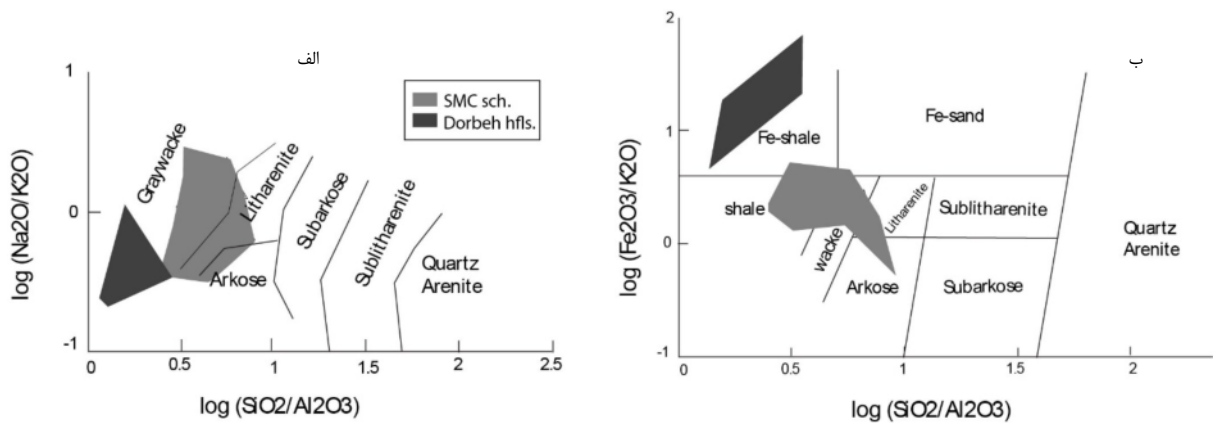 الف
1
0
-1
log (Na2O/K2O)
SMC sch.
Dorbeh hfls.
Graywacke
Litharenite
Subarkose
Sublitharenite
Arkose
Quartz
Arenite
0
0.5
1
1.5
2
2.5
log (SiO2/Al2O3)
ب
2
1
0
-1
log (Fe2O3/K2O)
Fe-shale
Fe-sand
shale
wacke
Litharenite
Sublitharenite
Arkose
Subarkose
Quartz
Arenite
0
0.5
1
1.5
2
log (SiO2/Al2O3)